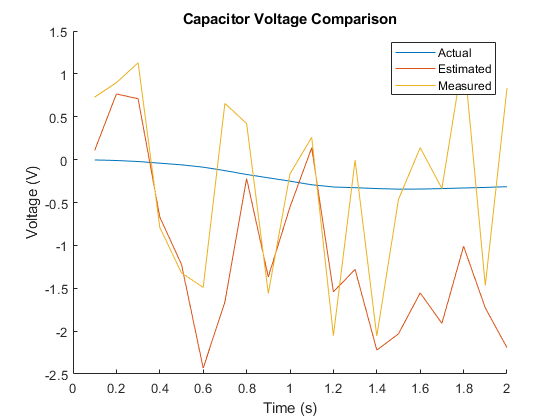 Capacitor Voltage Comparison
Actual
Estimated
Measured
1.5
1
0.5
0
-0.5
-1
-1.5
-2
-2.5
Voltage (V)
0 0.2 0.4 0.6 0.8 1 1.2 1.4 1.6 1.8 2
Time (s)